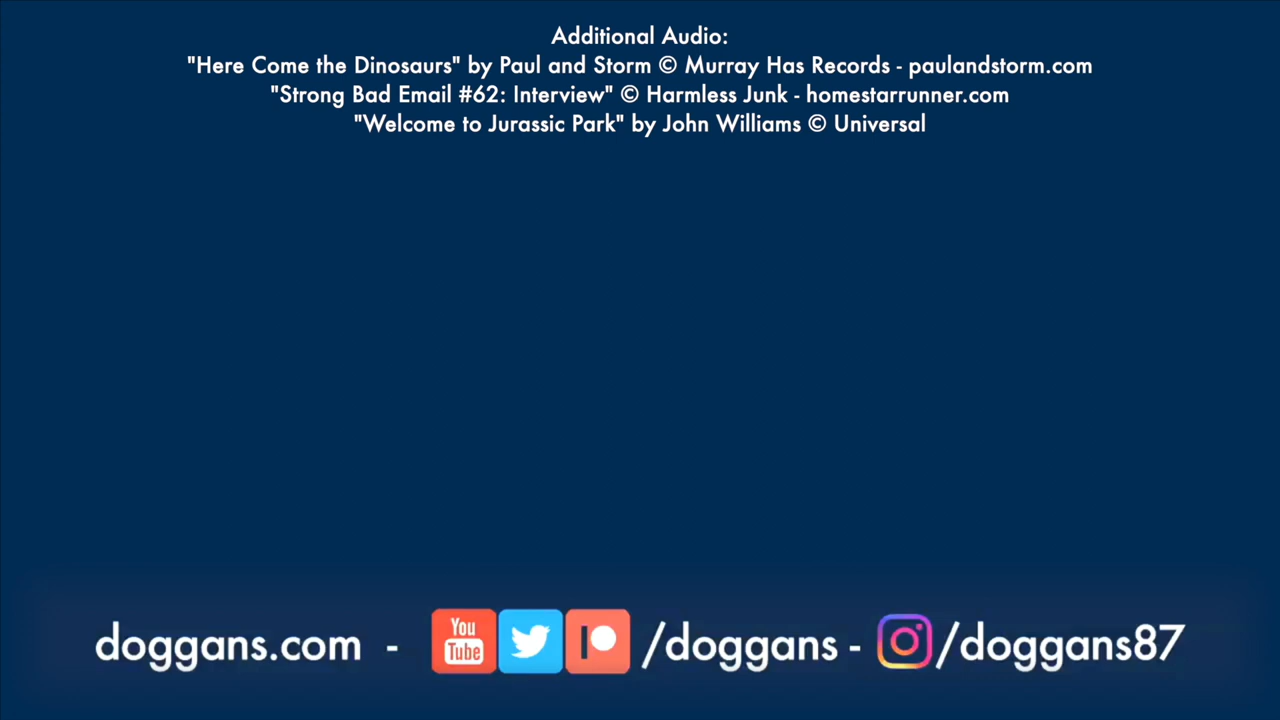 Additional Audio:
"Here Come the Dinosaurs" by Paul and Storm © Murray Has Records - paulandstorm.com
"Strong Bad Email #62: Interview" © Harmless Junk - homestarrunner.com
"Welcome to Jurassic Park" by John Williams © Universal
doggans.com - You Tube /doggans - /doggans87